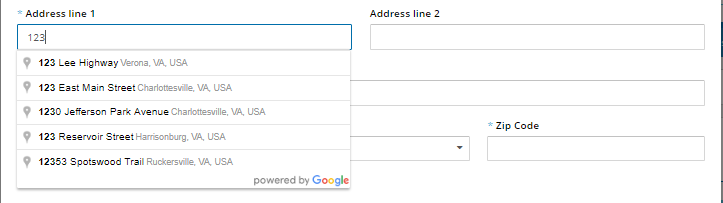 * Address line 1
Address line 2
123
123 Lee Highway Verona, VA, USA
123 East Main Street Charlottesville, VA, USA
1230 Jefferson Park Avenue Charlottesville, VA, USA
123 Reservoir Street Harrisonburg, VA, USA
12353 Spotswood Trail Ruckersville, VA, USA
powered by Google
* Zip Code